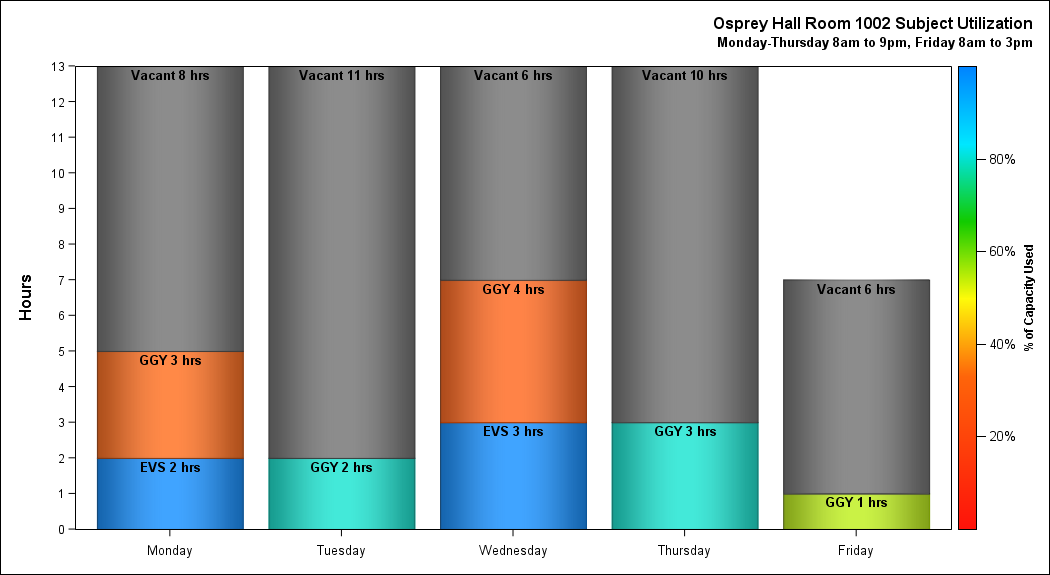 Osprey Hall Room 1002 Subject Utilization
Monday-Thursday 8am to 9pm, Friday 8am to 3pm
Hours
13
12
11
10
9
8
7
6
5
4
3
2
1
0
Vacant 8 hrs
GGY 3 hrs
EVS 2 hrs
Vacant 11 hrs
GGY 2 hrs
Vacant 6 hrs
GGY 4 hrs
EVS 3 hrs
Vacant 10 hrs
GGY 3 hrs
Vacant 6 hrs
GGY 1 hrs
Monday
Tuesday
Wednesday
Thursday
Friday
80%
60%
40%
20%
% of Capacity Used